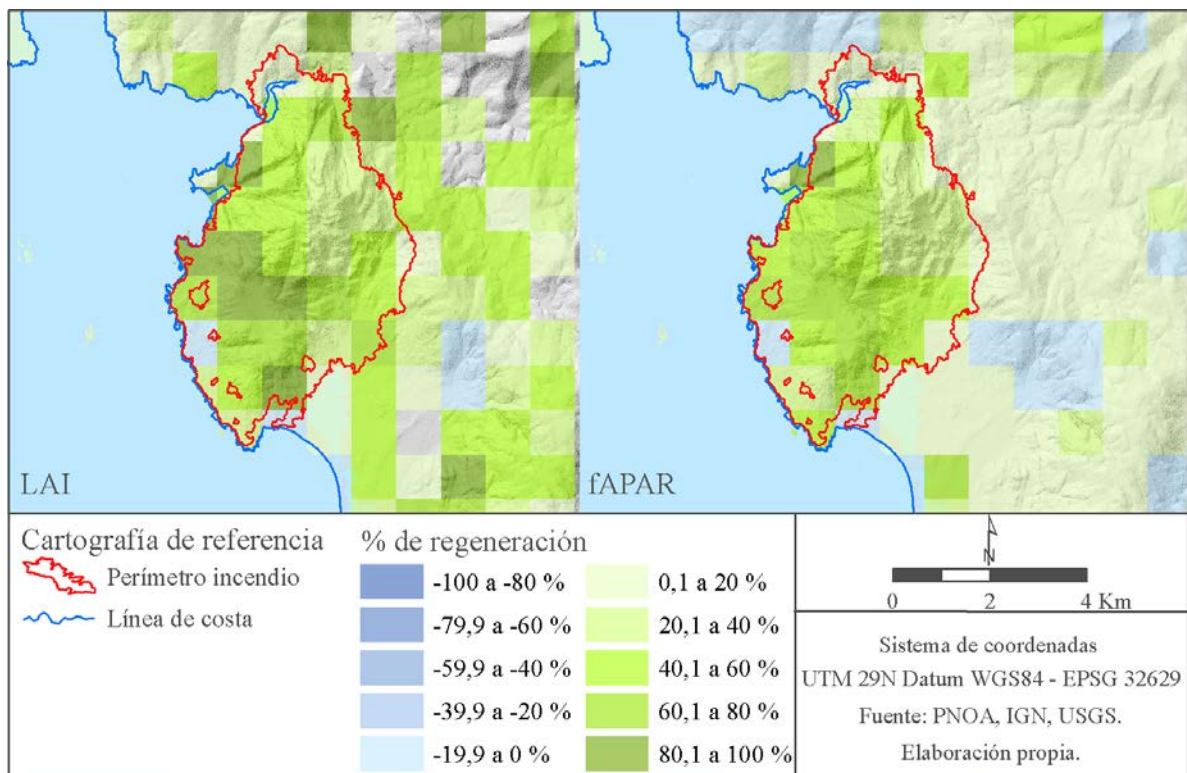 LAI
fAPAR
Cartografía de referencia
Perímetro incendio
Línea de costa
% de regeneración
-100 a -80 %
-79,9 a -60 %
-59,9 a -40 %
-39,9 a -20 %
-19,9 a 0 %
0,1 a 20 %
20,1 a 40 %
40,1 a 60 %
60,1 a 80 %
80,1 a 100 %
N
0 2 4 Km
Sistema de coordenadas
UTM 29N Datum WGS84 - EPSG 32629
Fuente: PNOA, IGN, USGS.
Elaboración propia.